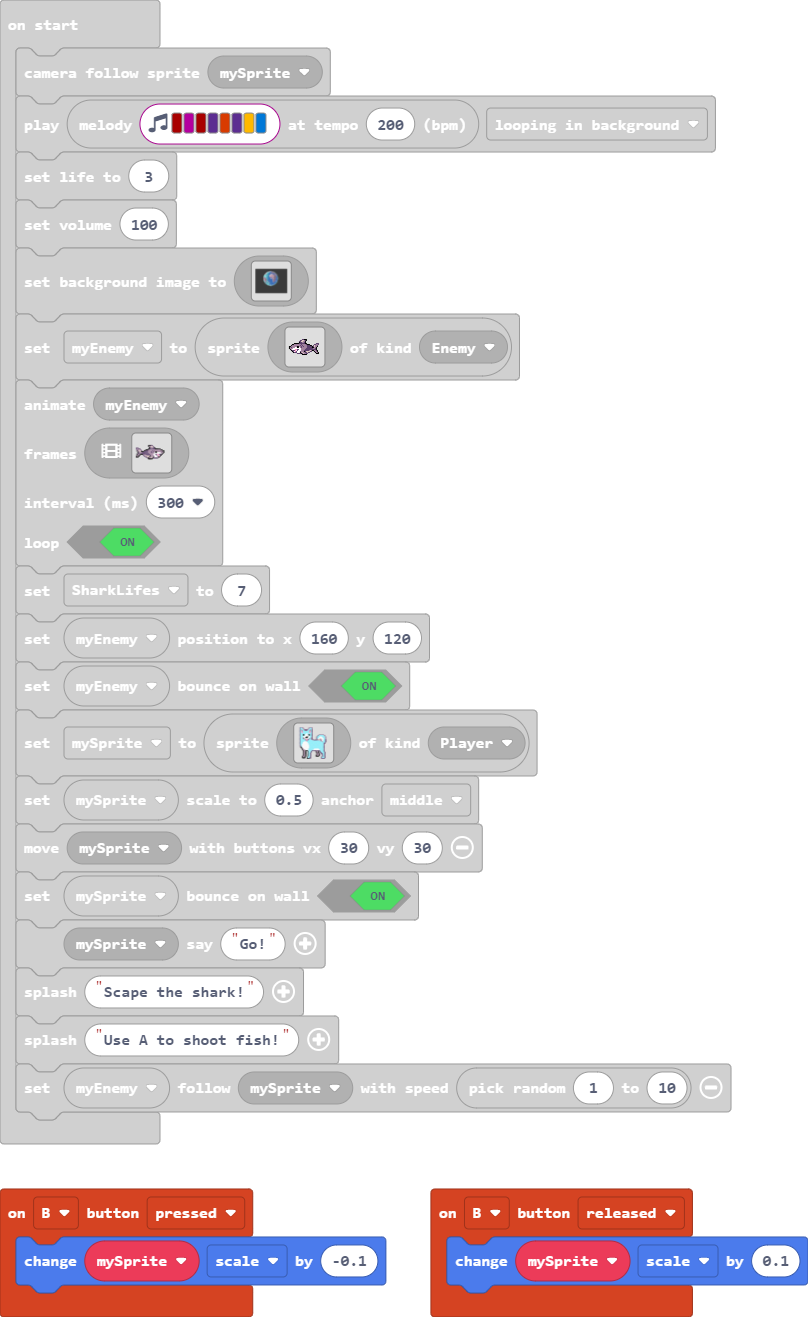 on start
camera follow sprite mySprite
play melody at tempo 200 (bpm) looping in background
set life to 3
set volume 100
set background image to
set myEnemy to sprite of kind Enemy
animate myEnemy
frames
interval (ms) 300
loop ON
set SharkLifes to 7
set myEnemy position to x 160 y 120
set myEnemy bounce on wall ON
set mySprite to sprite of kind Player
set mySprite scale to 0.5 anchor middle
move mySprite with buttons vx 30 vy 30
set mySprite bounce on wall ON
mySprite say "Go!"
splash "Scape the shark!"
splash "Use A to shoot fish!"
set myEnemy follow mySprite with speed pick random 1 to 10
on B button pressed
change mySprite scale by -0.1
on B button released
change mySprite scale by 0.1